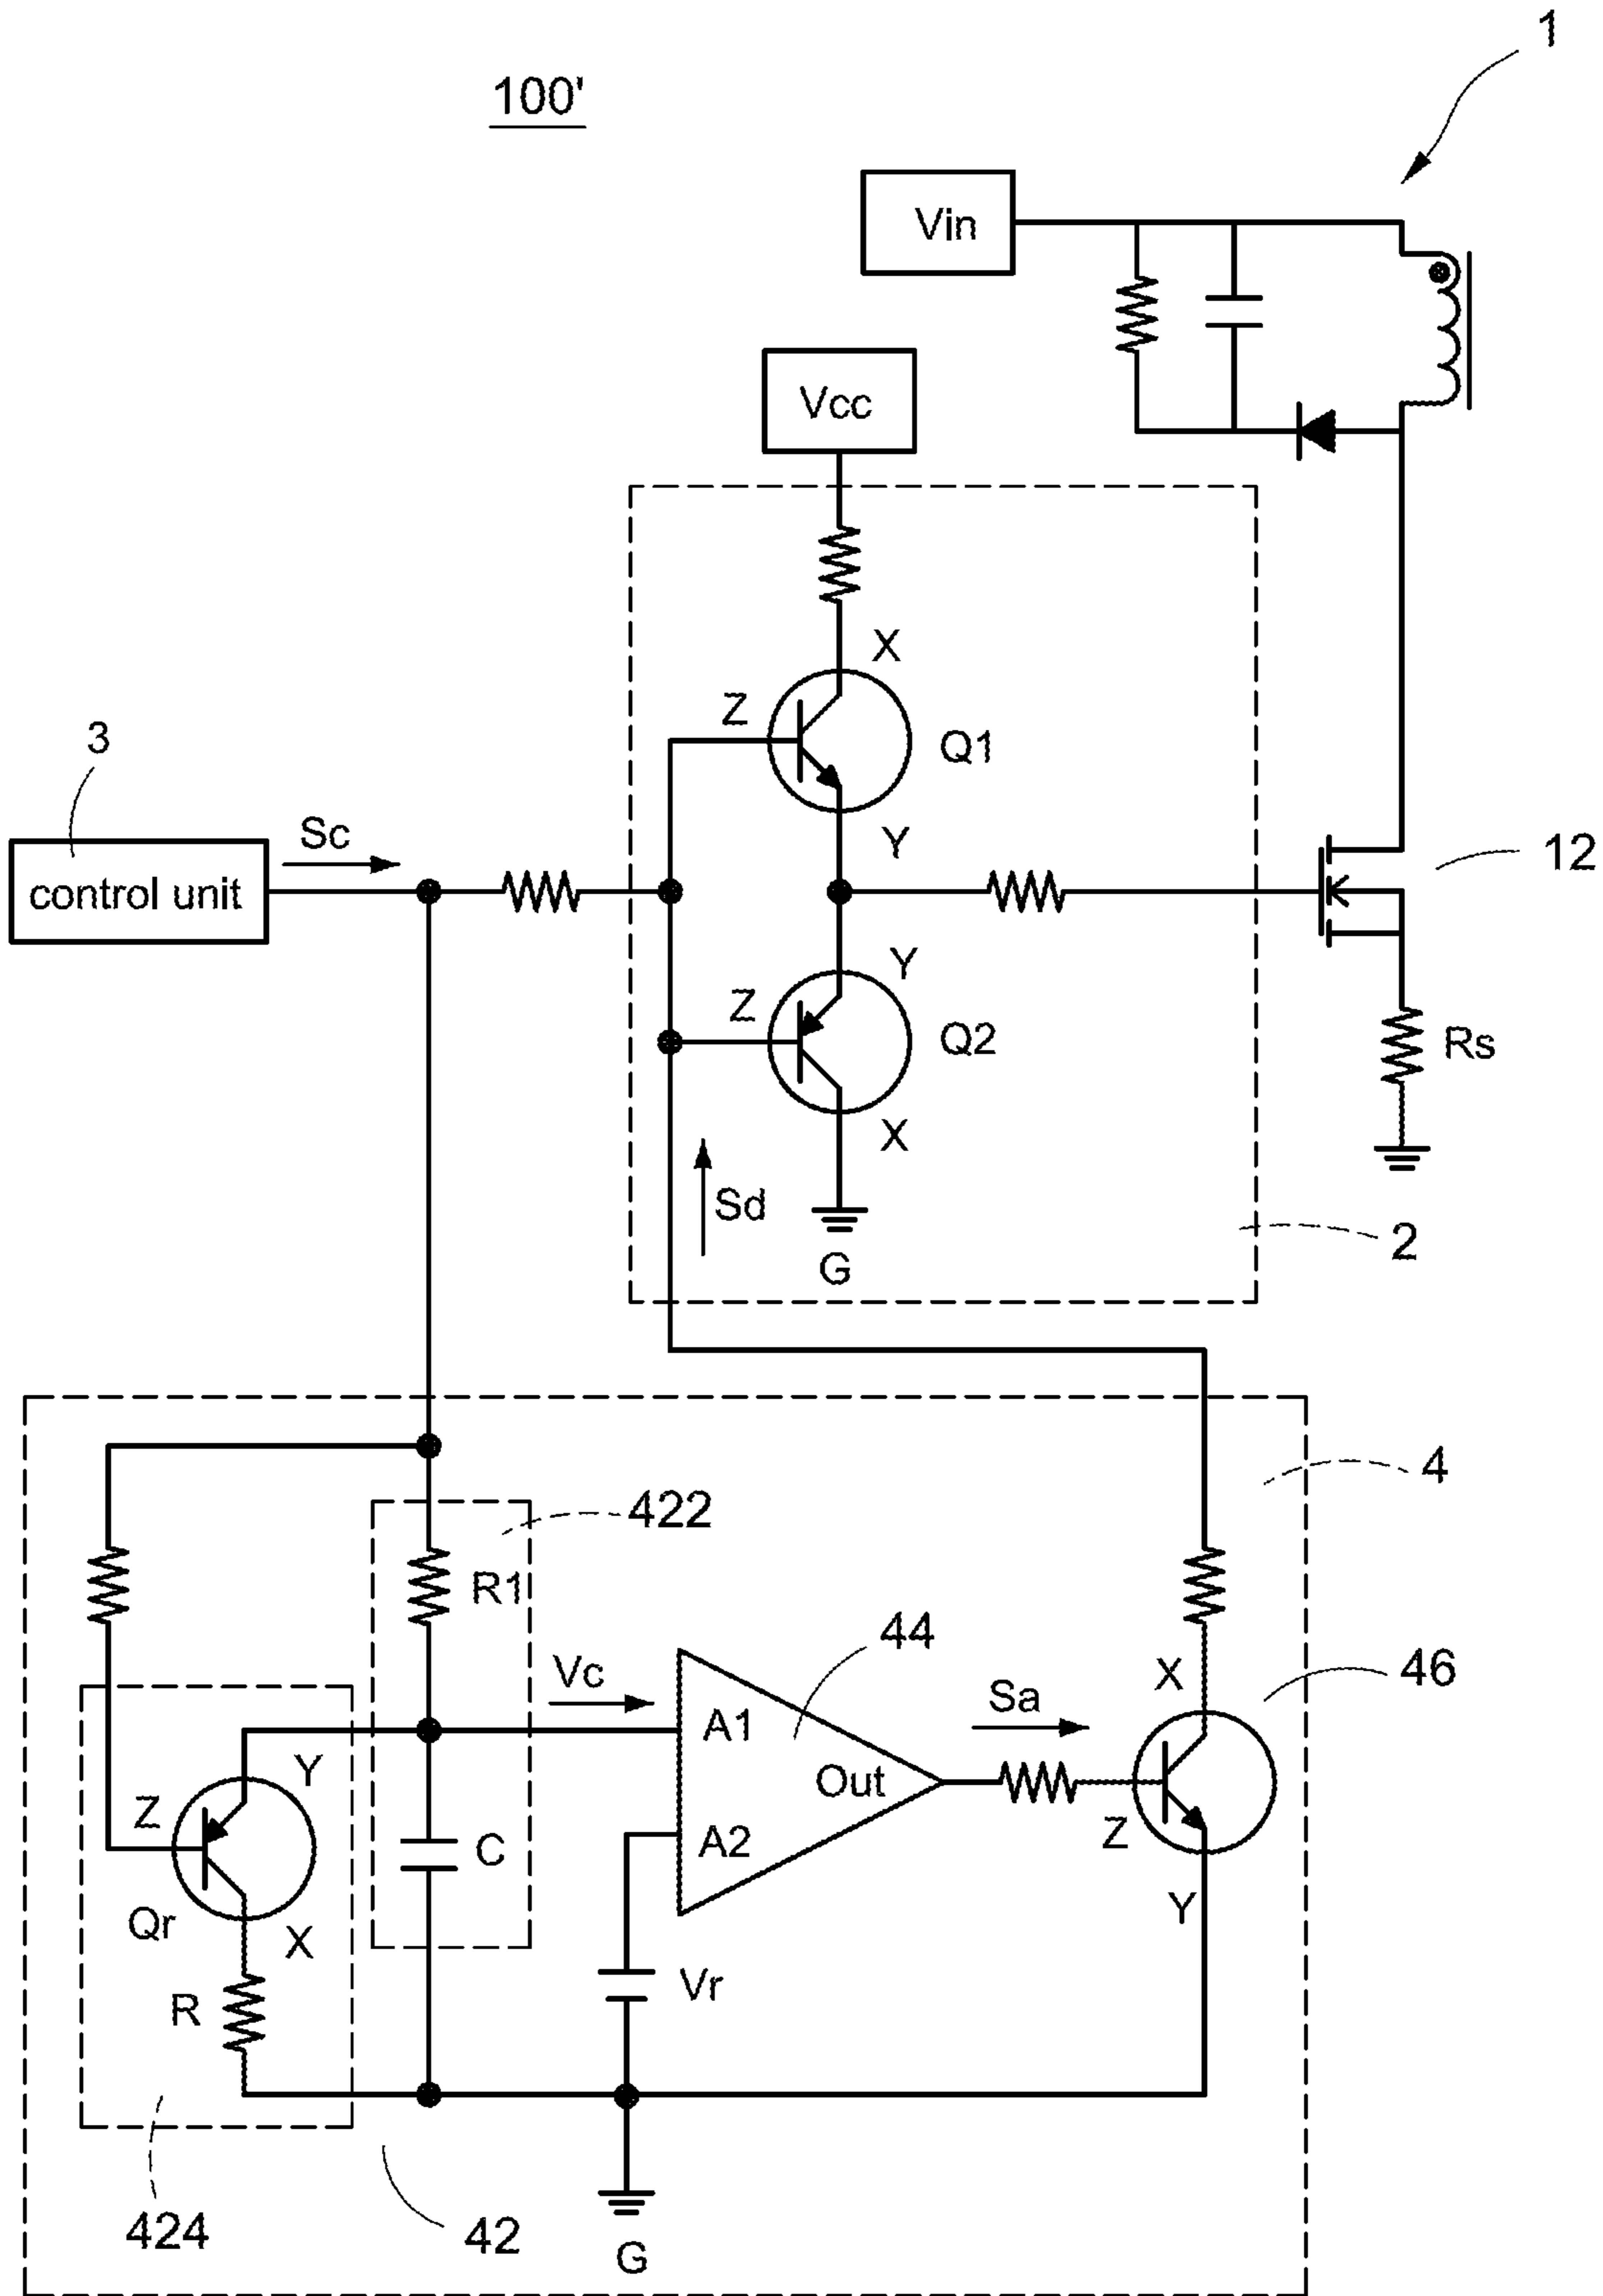 1
100'
Vin
Vcc
X
Z
Q1
3
Sc
Y
12
control unit
Y
Z
Q2
Rs
X
Sd
2
G
4
422
R1
44
Vc
X
46
A1
Sa
Y
Out
Z
Z
A2
C
Y
Qr
X
Vr
R
424
42
G